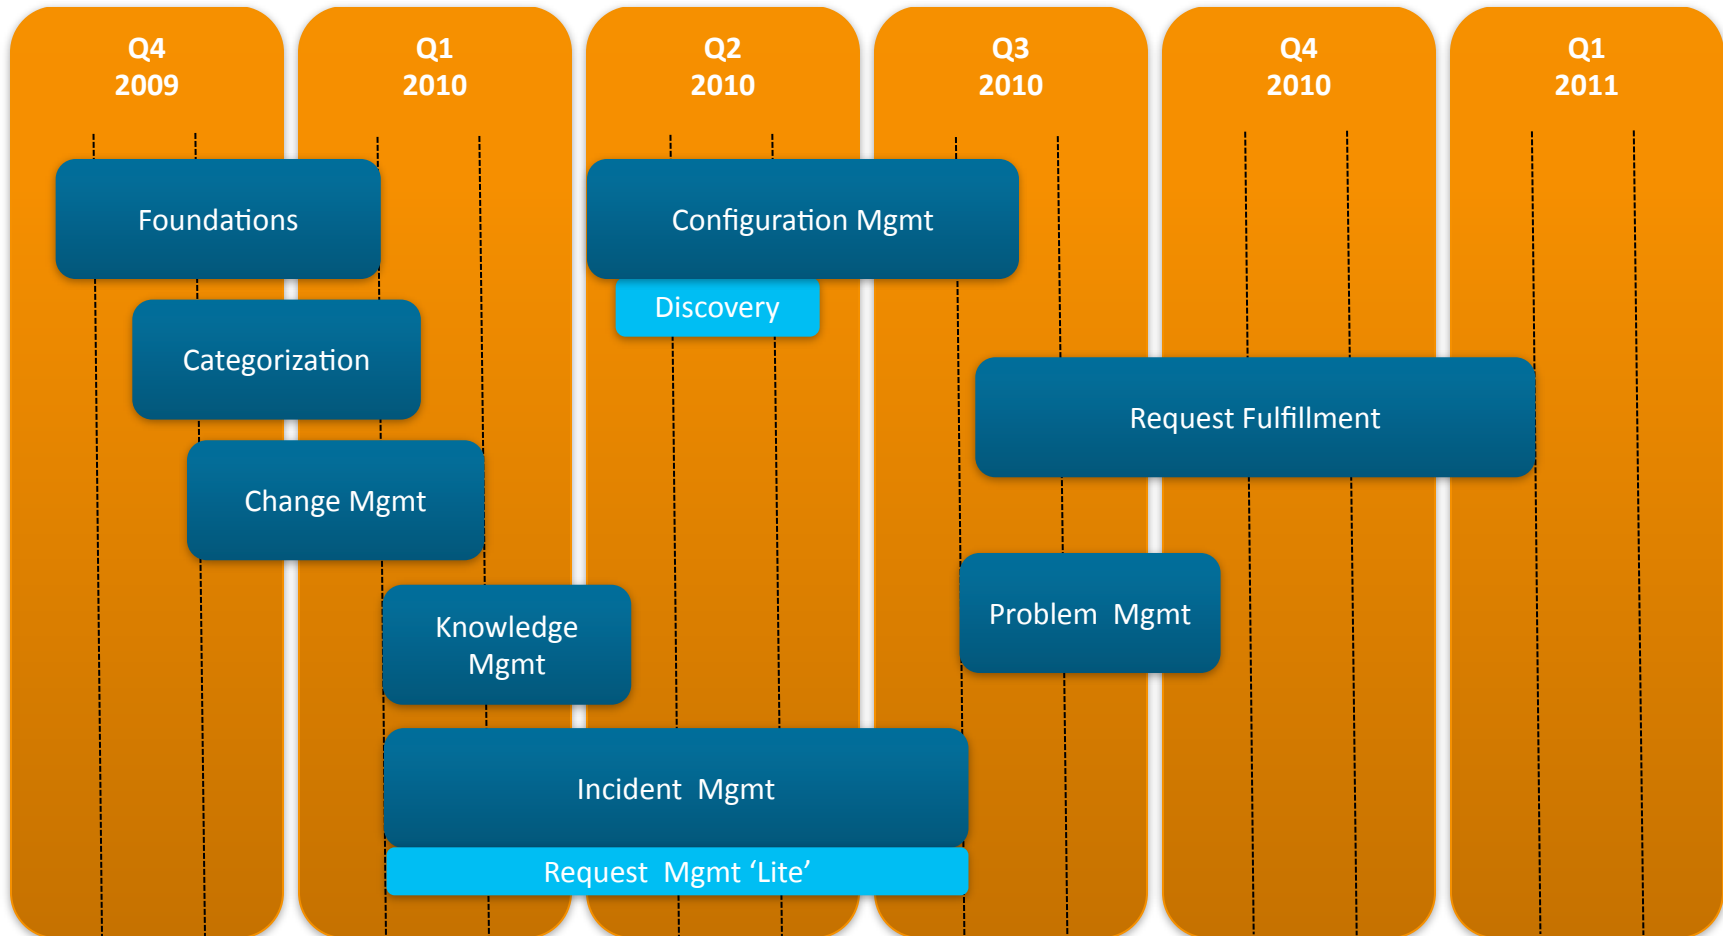 Q4
2009
Q1
2010
Q2
2010
Q3
2010
Q4
2010
Q1
2011
Foundations
Configuration Mgmt
Discovery
Categorization
Request Fulfillment
Change Mgmt
Knowledge
Mgmt
Problem Mgmt
Incident Mgmt
Request Mgmt ‘Lite’